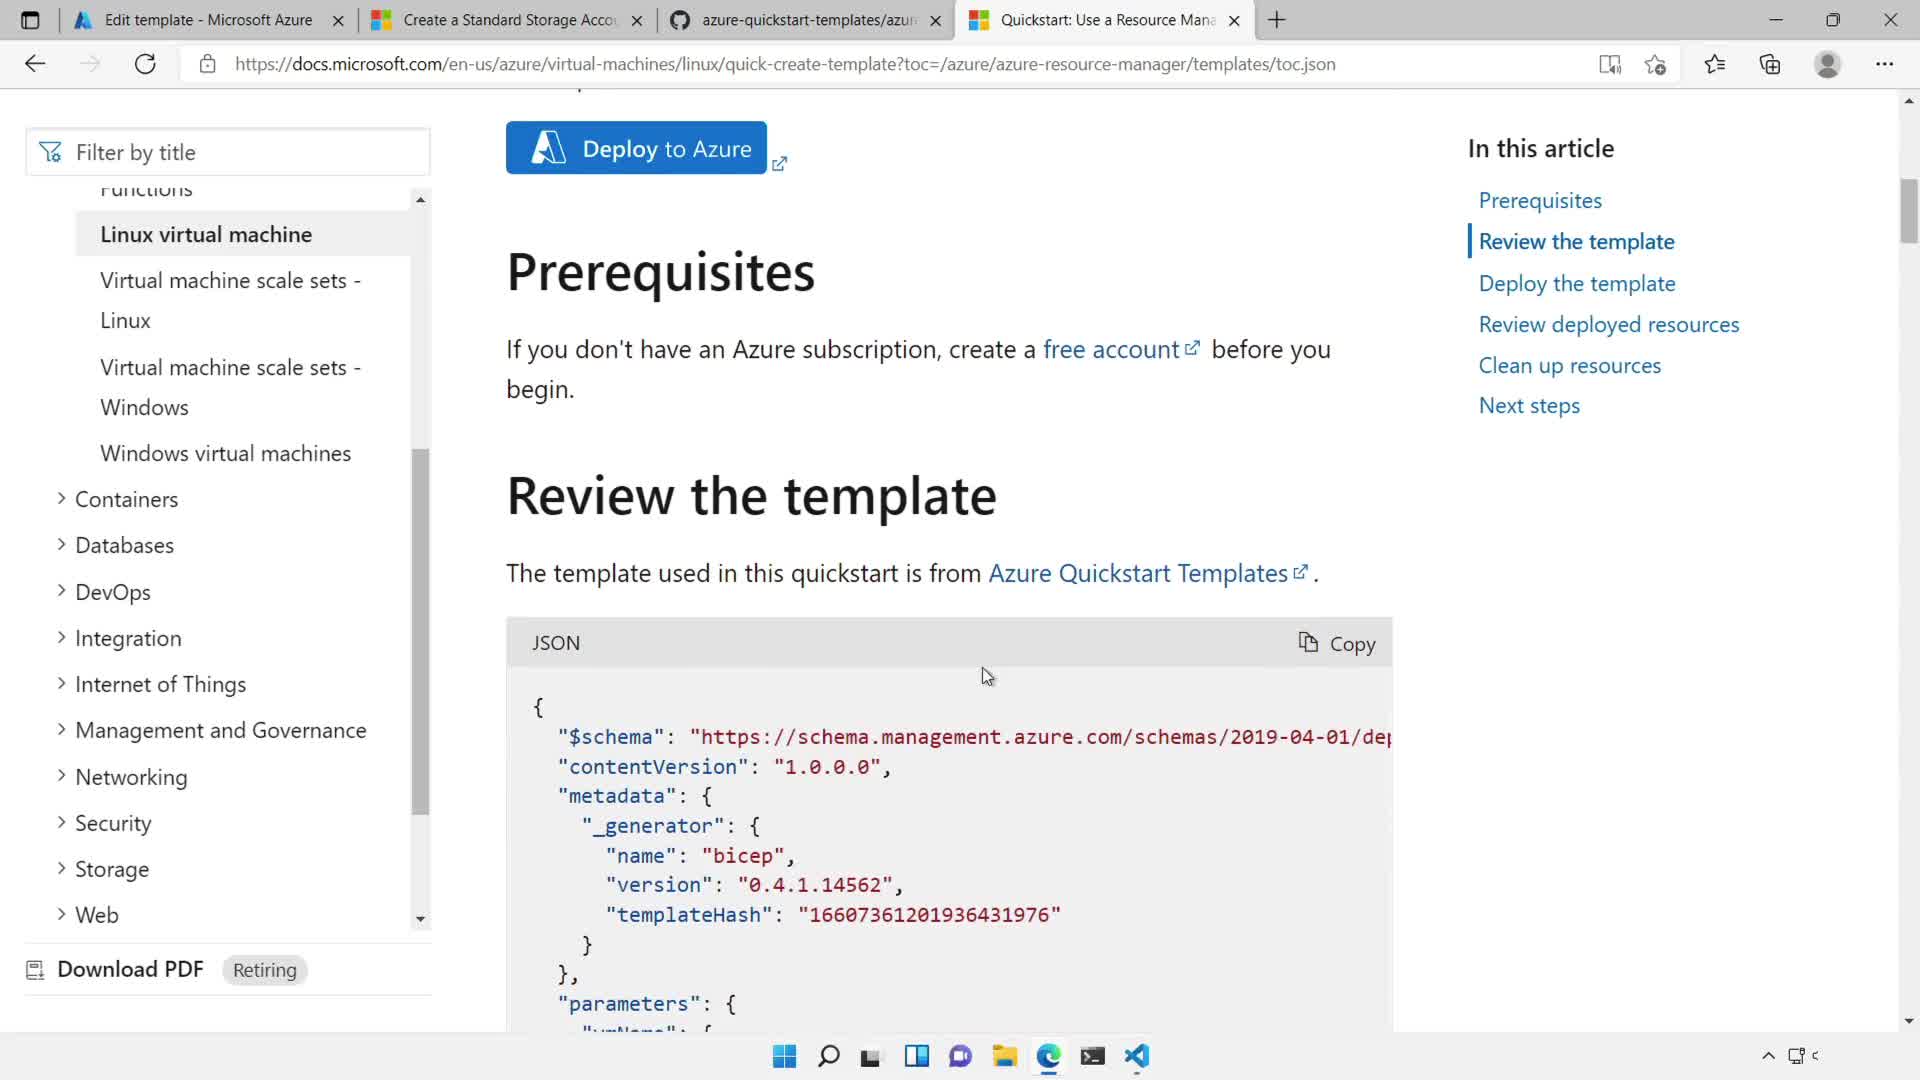 Edit template - Microsoft Azure
Create a Standard Storage Acco
azure-quickstart-templates/azur
Quickstart: Use a Resource Mana
https://docs.microsoft.com/en-us/azure/virtual-machines/linux/quick-create-template?toc=/azure/azure-resource-manager/templates/toc.json
Filter by title
Functions
Linux virtual machine
Virtual machine scale sets -
Linux
Virtual machine scale sets -
Windows
Windows virtual machines
Containers
Databases
DevOps
Integration
Internet of Things
Management and Governance
Networking
Security
Storage
Web
Download PDF
Retiring
Deploy to Azure
Prerequisites
If you don't have an Azure subscription, create a free account before you
begin.
Review the template
The template used in this quickstart is from Azure Quickstart Templates.
JSON
Copy
{
"$schema": "https://schema.management.azure.com/schemas/2019-04-01/dep
"contentVersion": "1.0.0.0",
"metadata": {
"_generator": {
"name": "bicep",
"version": "0.4.1.14562",
"templateHash": "16607361201936431976"
}
},
"parameters": {
"vmName": {
In this article
Prerequisites
Review the template
Deploy the template
Review deployed resources
Clean up resources
Next steps